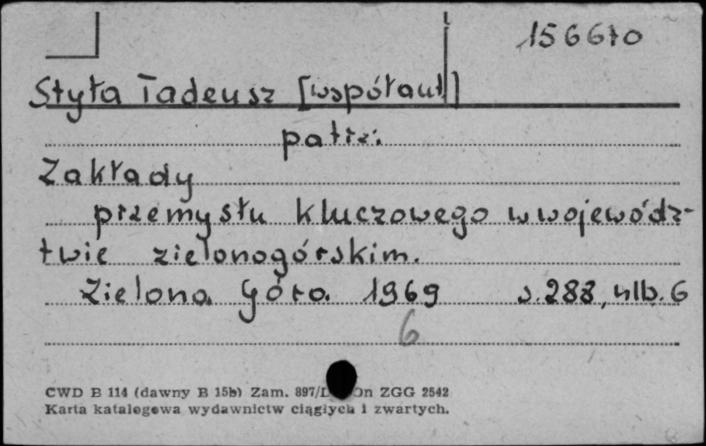 156610
Styła Tadeusz [współaut]
patrz:
Zakłady
przemysłu kluczowego w wojewódz-
twie zielonogórskim.
Zielona Góra 1969 s. 288, nlb. 6
6
CWD B 114 (dawny B 15b) Zam. 897/D on ZGG 2542
Karta katalogowa wydawnictw ciągłych i zwartych.